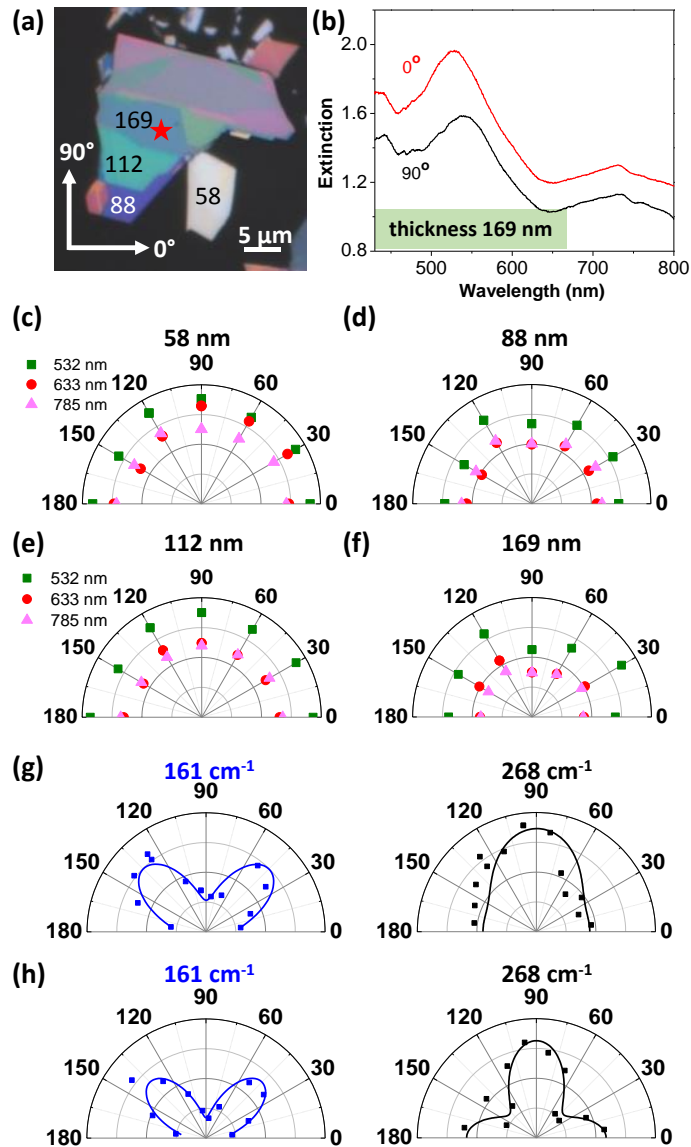 (a)
169
90°
112
88
58
0°
5 µm
(b)
2.0
1.6
1.2
0.8
Extinction
0°
90°
thickness 169 nm
500 600 700 800
Wavelength (nm)
(c) 58 nm
532 nm
633 nm
785 nm
90
120 60
150 30
180 0
(d) 88 nm
90
120 60
150 30
180 0
(e) 112 nm
532 nm
633 nm
785 nm
90
120 60
150 30
180 0
(f) 169 nm
90
120 60
150 30
180 0
(g) 161 cm⁻¹ 268 cm⁻¹
90 90
120 60 120 60
150 30 150 30
180 0 180 0
(h) 161 cm⁻¹ 268 cm⁻¹
90 90
120 60 120 60
150 30 150 30
180 0 180 0